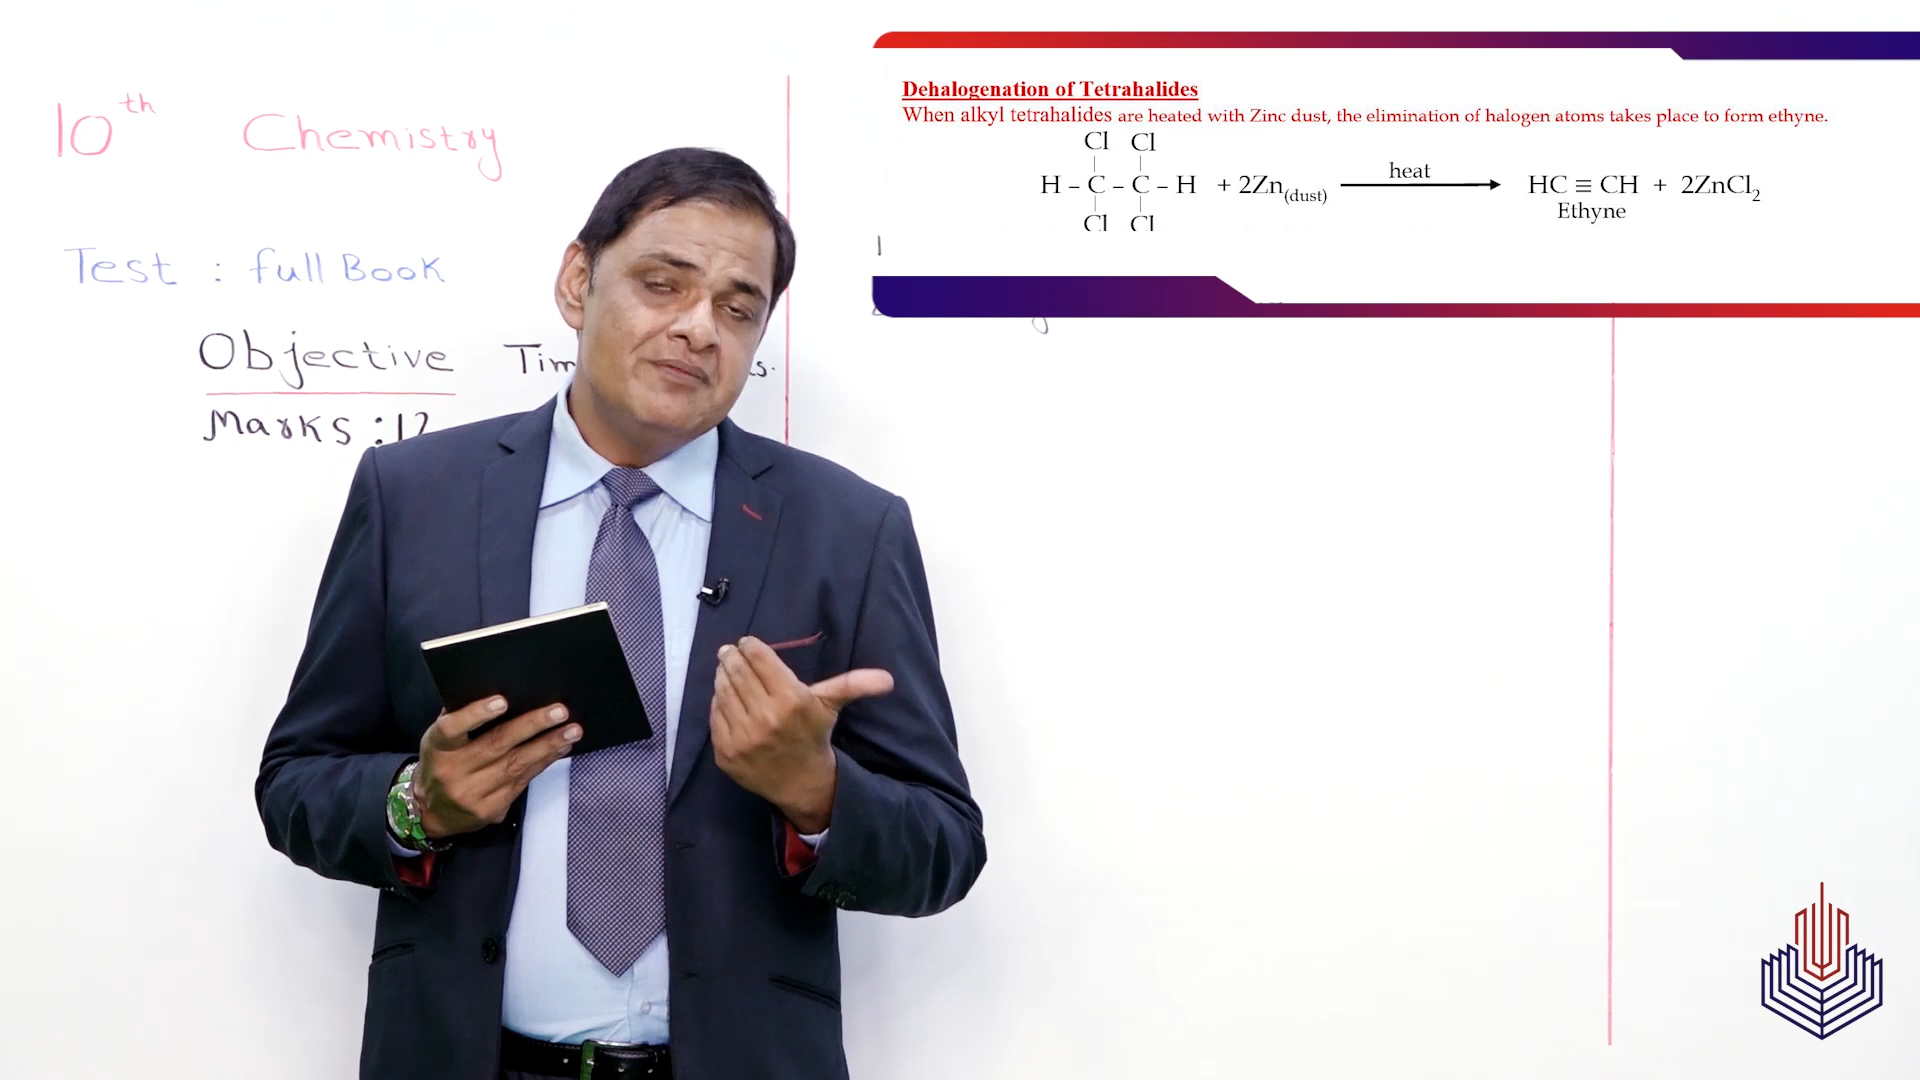 10th Chemistry
Test : full Book
Objective
Marks : 12
Dehalogenation of Tetrahalides
When alkyl tetrahalides are heated with Zinc dust, the elimination of halogen atoms takes place to form ethyne.
Cl Cl
H – C – C – H + 2Zn(dust) heat HC ≡ CH + 2ZnCl2
Cl Cl
Ethyne